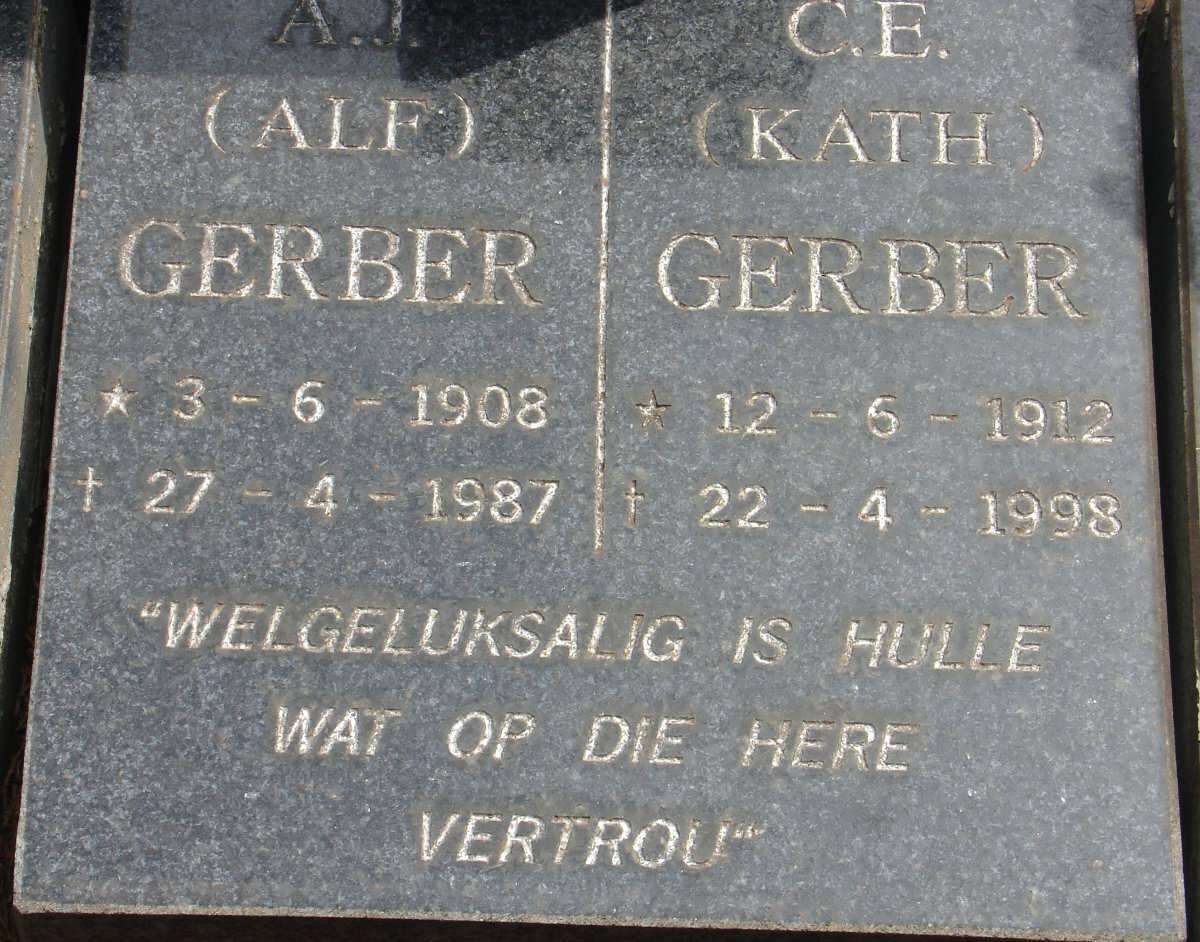 A.J.
(ALF)
GERBER
★ 3 - 6 - 1908
† 27 - 4 - 1987
C.E.
(KATH)
GERBER
★ 12 - 6 - 1912
† 22 - 4 - 1998
"WELGELUKSALIG IS HULLE
WAT OP DIE HERE
VERTROU"